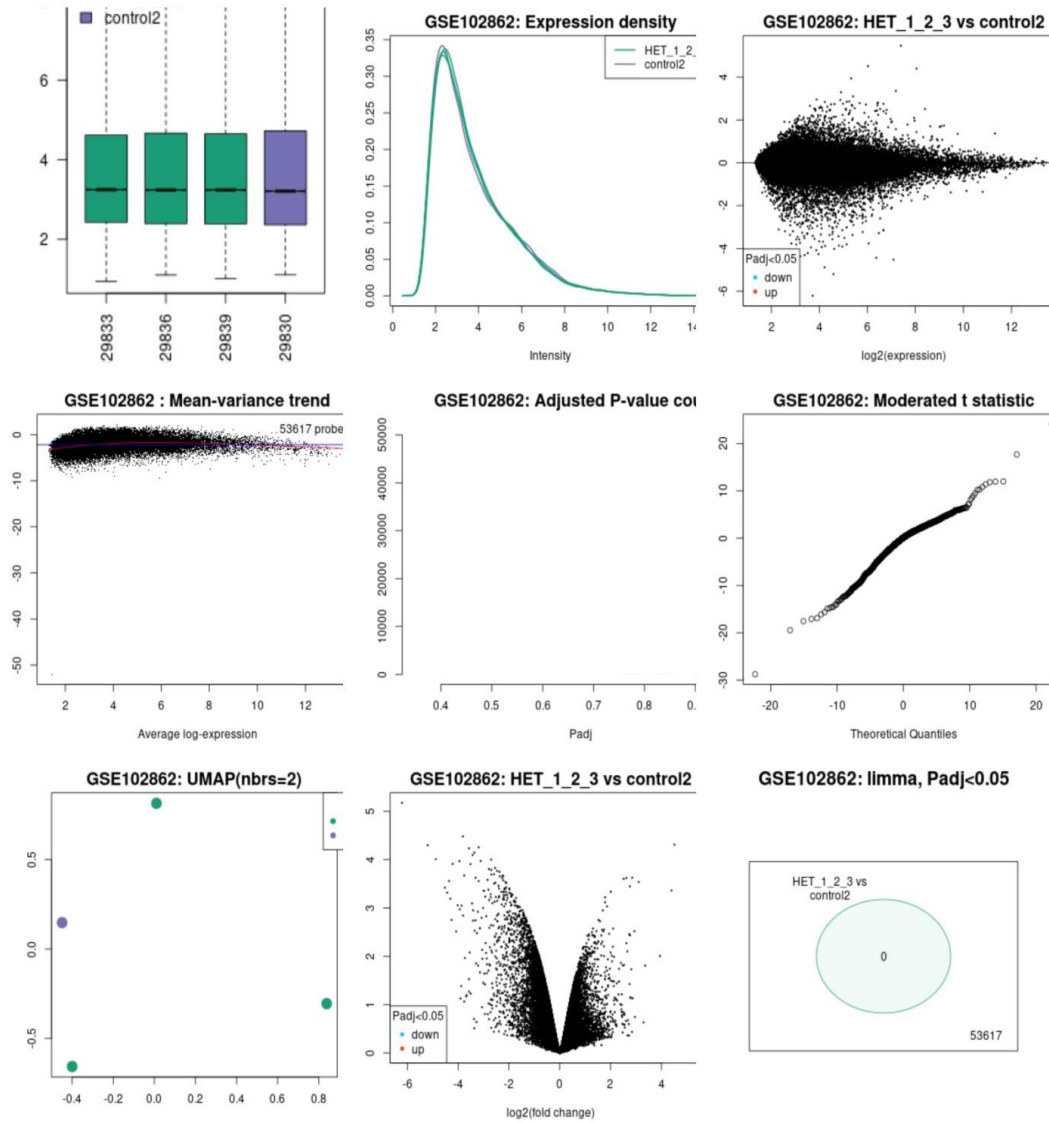 control2
6
4
2
29833
29836
29839
29830
GSE102862: Expression density
HET_1_2_
control2
0.35
0.30
0.25
0.20
0.15
0.10
0.05
0.00
0 2 4 6 8 10 12 14
Intensity
GSE102862: HET_1_2_3 vs control2
4
2
0
-2
-4
-6
Padj<0.05
down
up
2 4 6 8 10 12
log2(expression)
GSE102862 : Mean-variance trend
53617 probe
0
-10
-20
-30
-40
-50
2 4 6 8 10 12
Average log-expression
GSE102862: Adjusted P-value cou
50000
40000
30000
20000
10000
0
0.4 0.5 0.6 0.7 0.8 0.
Padj
GSE102862: Moderated t statistic
20
10
0
-10
-20
-30
-20 -10 0 10 20
Theoretical Quantiles
GSE102862: UMAP(nbrs=2)
0.5
0.0
-0.5
-0.4 0.0 0.2 0.4 0.6 0.8
GSE102862: HET_1_2_3 vs control2
5
4
3
2
1
0
Padj<0.05
down
up
-6 -4 -2 0 2 4
log2(fold change)
GSE102862: limma, Padj<0.05
HET_1_2_3 vs
control2
0
53617